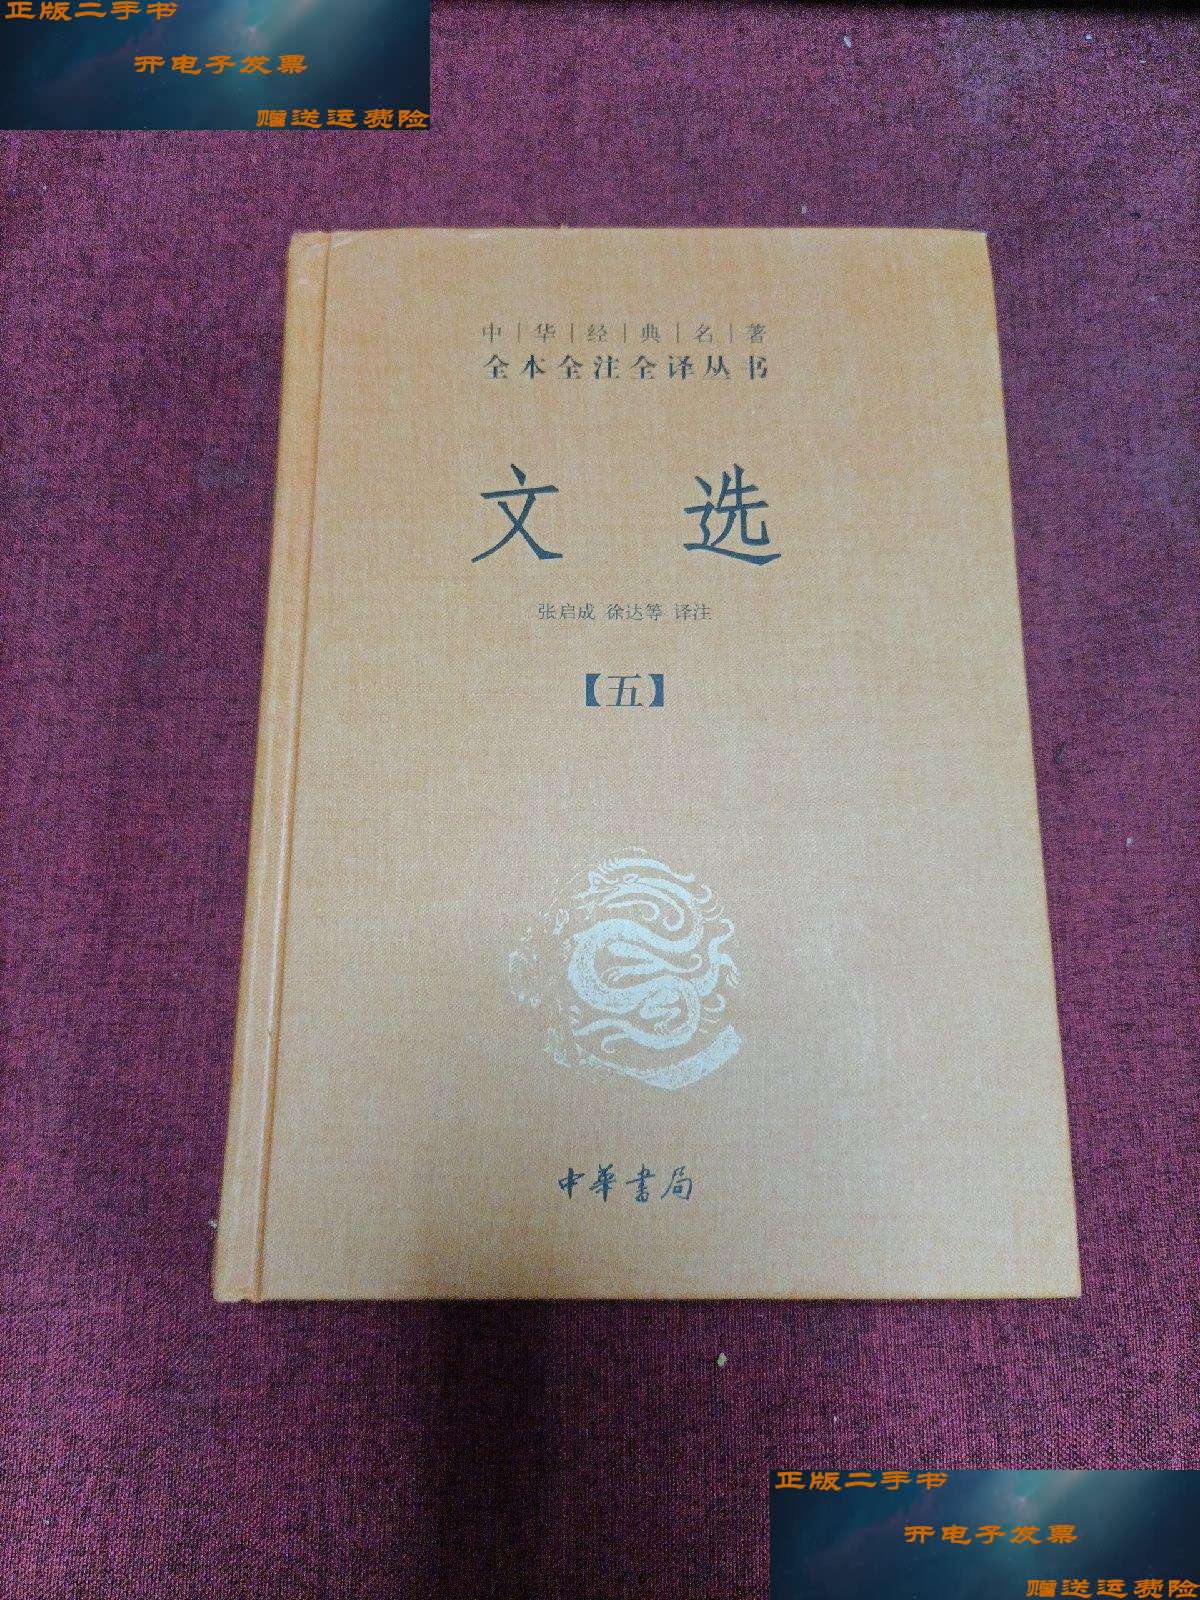 正版二手书
开电子发票
赠送运费险
中|华|经|典|名|著
全本全注全译丛书
文 选
张启成 徐达等 译注
【五】
中華書局
正版二手书
开电子发票
赠送运费险